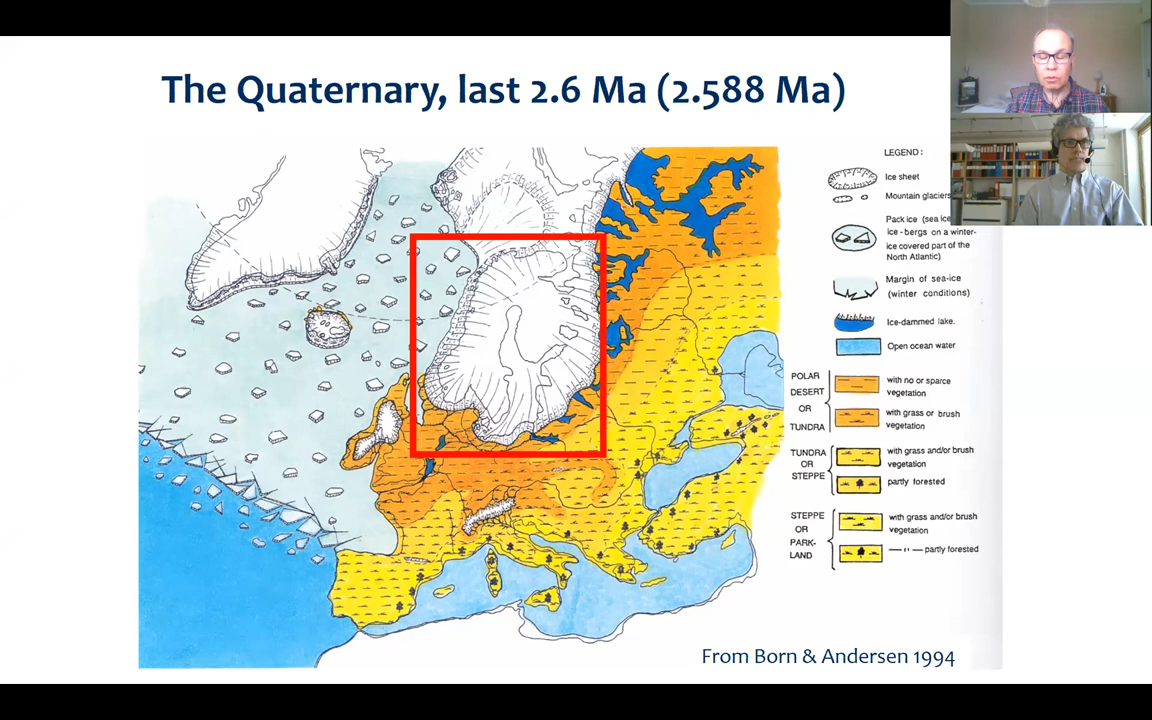 The Quaternary, last 2.6 Ma (2.588 Ma)
LEGEND:
Ice sheet
Mountain glaciers
Pack ice (sea ice
ice - bergs on a winter-
ice covered part of the
North Atlantic)
Margin of sea-ice
(winter conditions)
Ice-dammed lake.
Open ocean water
POLAR
DESERT
OR
TUNDRA
with no or sparce
vegetation
with grass or brush
vegetation
TUNDRA
OR
STEPPE
with grass and/or brush
vegetation
partly forested
STEPPE
OR
PARK-
LAND
with grass and/or brush
vegetation
— " — partly forested
From Born & Andersen 1994